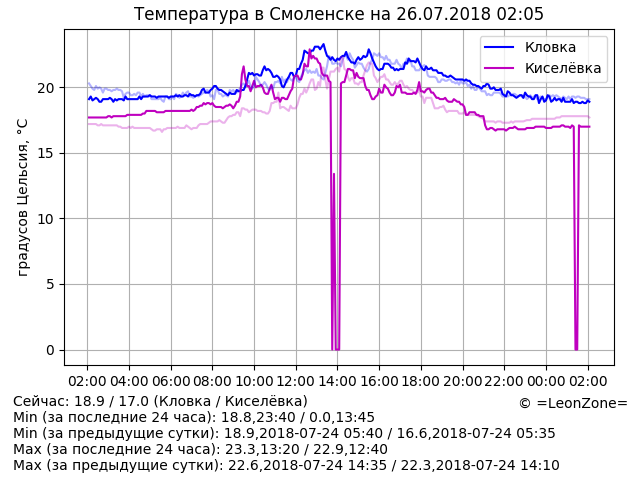 Температура в Смоленске на 26.07.2018 02:05
Кловка
Киселёвка
градусов Цельсия, °C
20
15
10
5
0
02:00 04:00 06:00 08:00 10:00 12:00 14:00 16:00 18:00 20:00 22:00 00:00 02:00
Сейчас: 18.9 / 17.0 (Кловка / Киселёвка)
© =LeonZone=
Min (за последние 24 часа): 18.8,23:40 / 0.0,13:45
Min (за предыдущие сутки): 18.9,2018-07-24 05:40 / 16.6,2018-07-24 05:35
Max (за последние 24 часа): 23.3,13:20 / 22.9,12:40
Max (за предыдущие сутки): 22.6,2018-07-24 14:35 / 22.3,2018-07-24 14:10